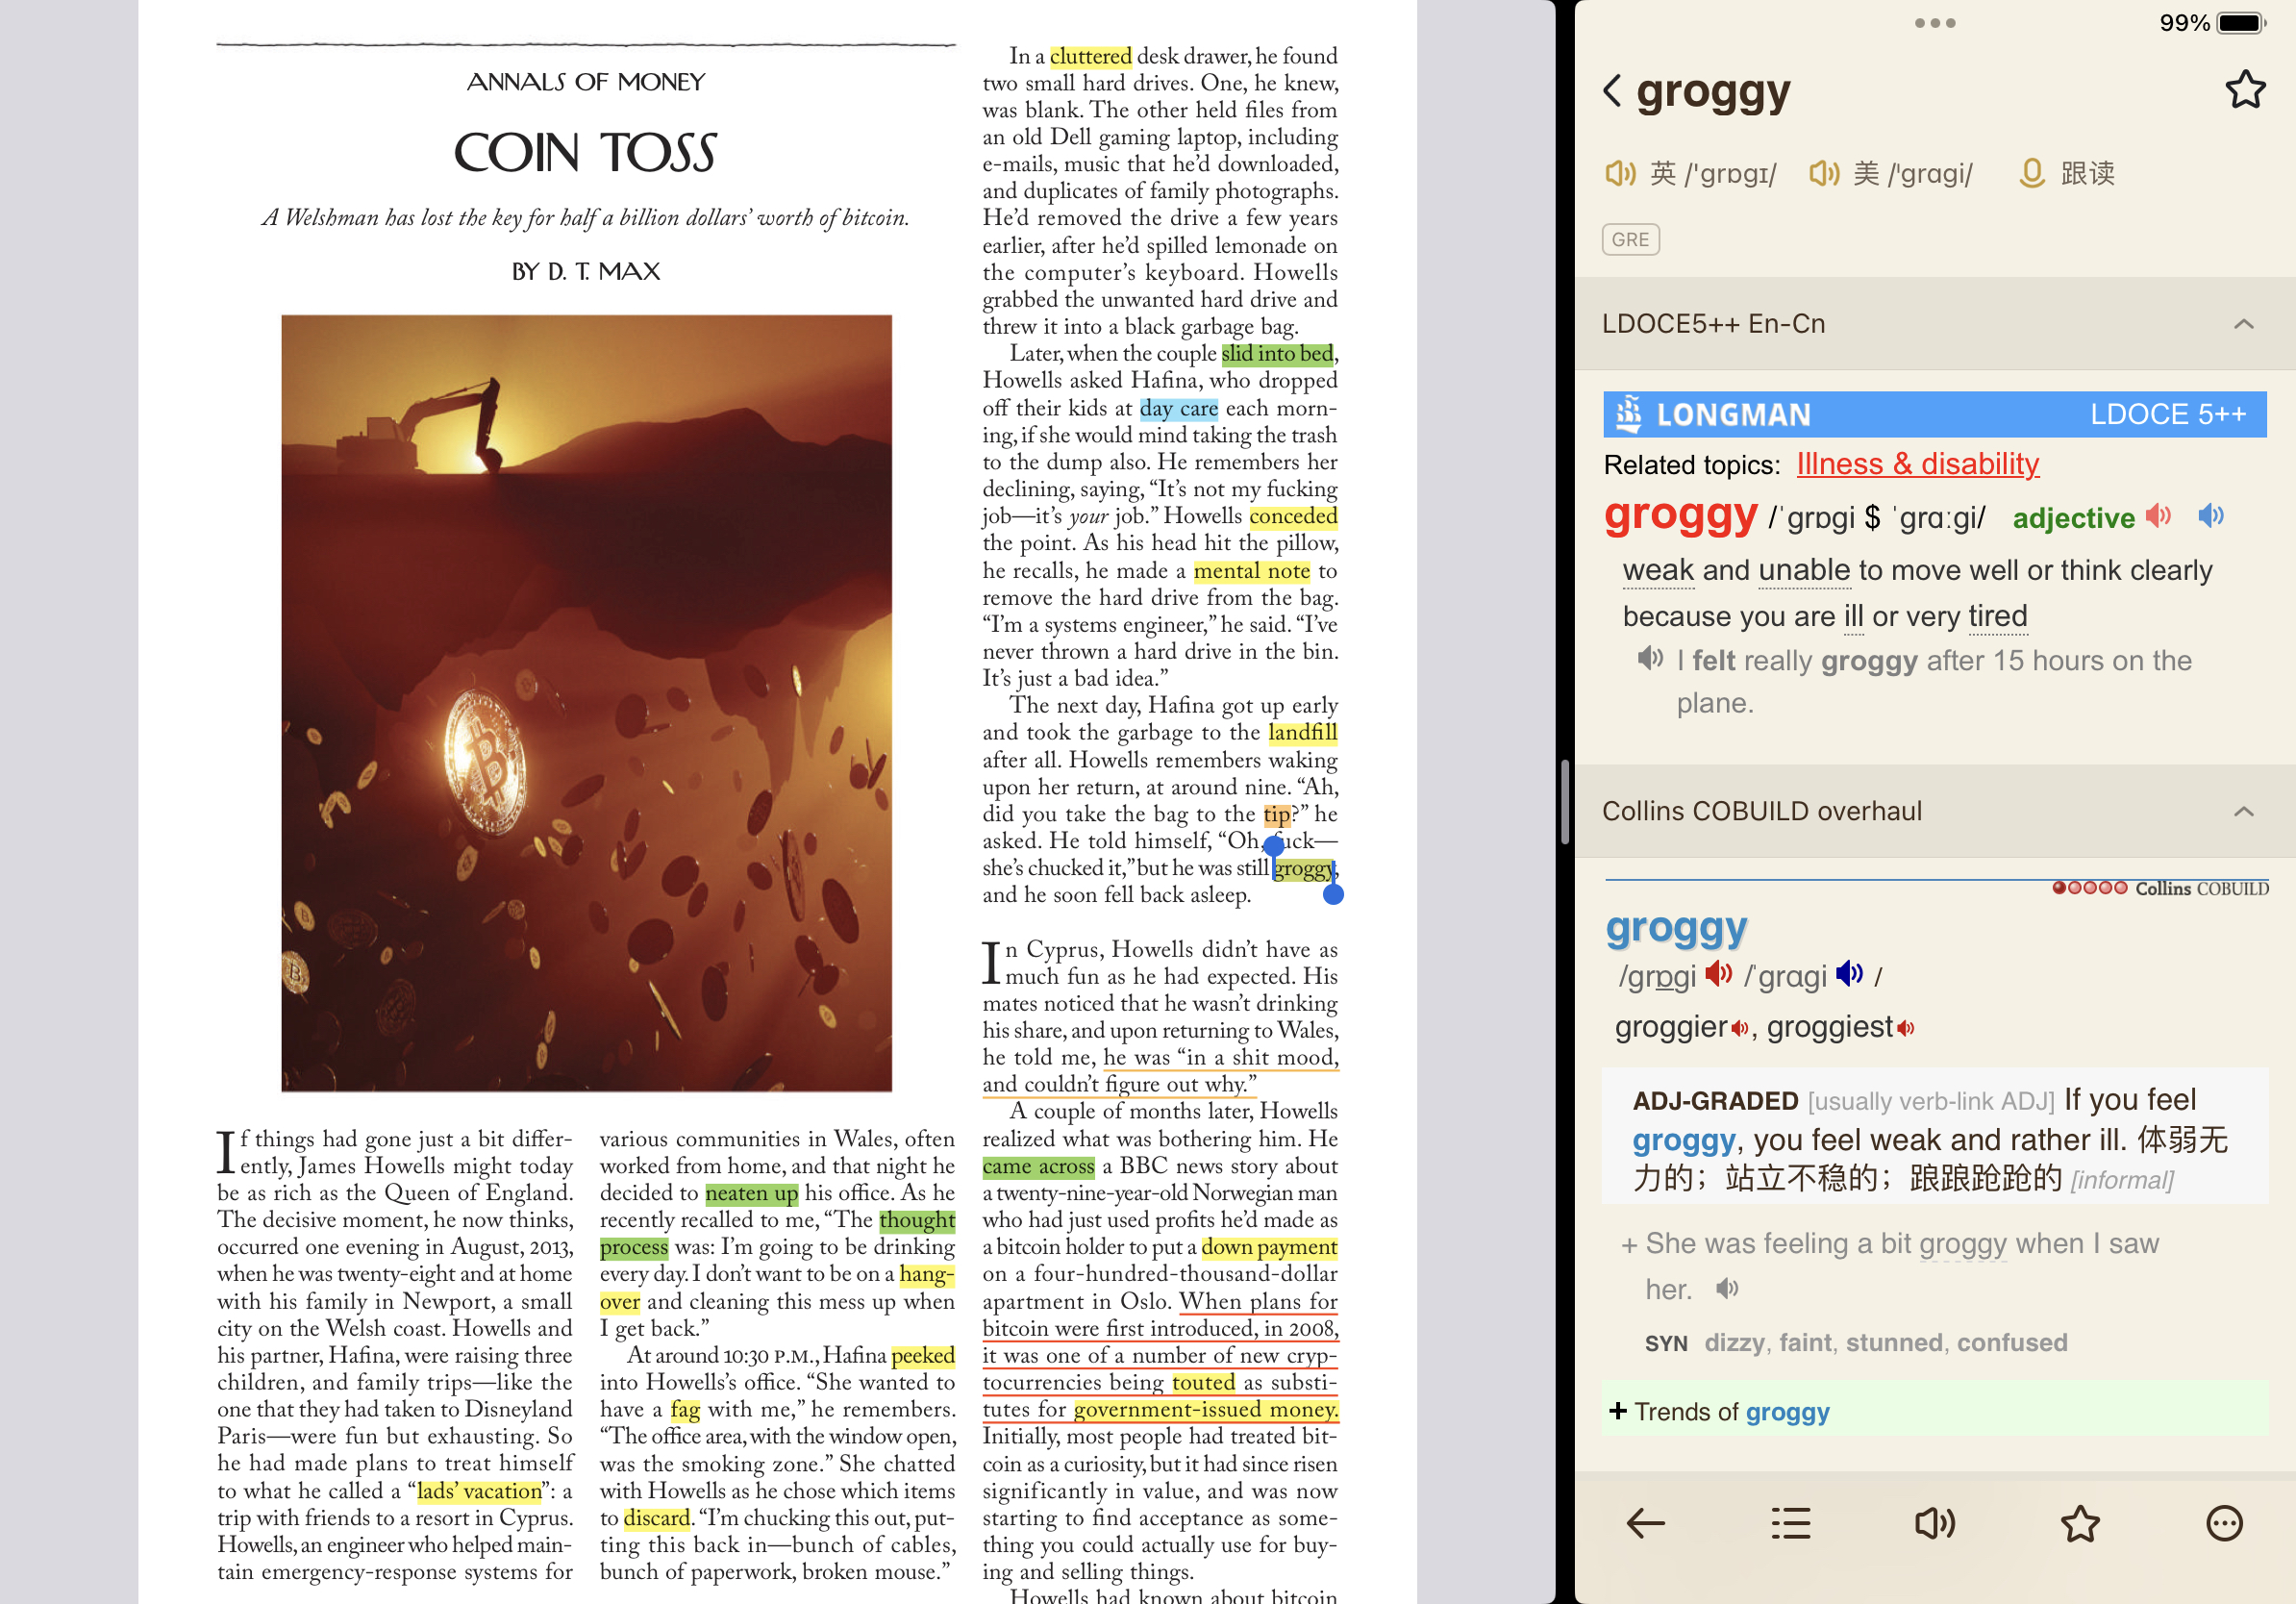 ANNALS OF MONEY
COIN TOSS
A Welshman has lost the key for half a billion dollars’ worth of bitcoin.
BY D. T. MAX
If things had gone just a bit differ-
ently, James Howells might today
be as rich as the Queen of England.
The decisive moment, he now thinks,
occurred one evening in August, 2013,
when he was twenty-eight and at home
with his family in Newport, a small
city on the Welsh coast. Howells and
his partner, Hafina, were raising three
children, and family trips—like the
one that they had taken to Disneyland
Paris—were fun but exhausting. So
he had made plans to treat himself
to what he called a “lads’ vacation”: a
trip with friends to a resort in Cyprus.
Howells, an engineer who helped main-
tain emergency-response systems for
various communities in Wales, often
worked from home, and that night he
decided to neaten up his office. As he
recently recalled to me, “The thought
process was: I’m going to be drinking
every day. I don’t want to be on a hang-
over and cleaning this mess up when
I get back.”
At around 10:30 P.M., Hafina peeked
into Howells’s office. “She wanted to
have a fag with me,” he remembers.
“The office area, with the window open,
was the smoking zone.” She chatted
with Howells as he chose which items
to discard. “I’m chucking this out, put-
ting this back in—bunch of cables,
bunch of paperwork, broken mouse.”
In a cluttered desk drawer, he found
two small hard drives. One, he knew,
was blank. The other held files from
an old Dell gaming laptop, including
e-mails, music that he’d downloaded,
and duplicates of family photographs.
He’d removed the drive a few years
earlier, after he’d spilled lemonade on
the computer’s keyboard. Howells
grabbed the unwanted hard drive and
threw it into a black garbage bag.
Later, when the couple slid into bed,
Howells asked Hafina, who dropped
off their kids at day care each morn-
ing, if she would mind taking the trash
to the dump also. He remembers her
declining, saying, “It’s not my fucking
job—it’s your job.” Howells conceded
the point. As his head hit the pillow,
he recalls, he made a mental note to
remove the hard drive from the bag.
“I’m a systems engineer,” he said. “I’ve
never thrown a hard drive in the bin.
It’s just a bad idea.”
The next day, Hafina got up early
and took the garbage to the landfill
after all. Howells remembers waking
upon her return, at around nine. “Ah,
did you take the bag to the tip?” he
asked. He told himself, “Oh, fuck—
she’s chucked it,” but he was still groggy,
and he soon fell back asleep.
In Cyprus, Howells didn’t have as
much fun as he had expected. His
mates noticed that he wasn’t drinking
his share, and upon returning to Wales,
he told me, he was “in a shit mood,
and couldn’t figure out why.”
A couple of months later, Howells
realized what was bothering him. He
came across a BBC news story about
a twenty-nine-year-old Norwegian man
who had just used profits he’d made as
a bitcoin holder to put a down payment
on a four-hundred-thousand-dollar
apartment in Oslo. When plans for
bitcoin were first introduced, in 2008,
it was one of a number of new cryp-
tocurrencies being touted as substi-
tutes for government-issued money.
Initially, most people had treated bit-
coin as a curiosity, but it had since risen
significantly in value, and was now
starting to find acceptance as some-
thing you could actually use for buy-
ing and selling things.
Howells had known about bitcoin
99%
groggy
英 /'grɒgɪ/ 美 /'grɑgi/ 跟读
GRE
LDOCE5++ En-Cn
LONGMAN LDOCE 5++
Related topics: Illness & disability
groggy /ˈgrɒgi $ ˈgrɑːgi/ adjective
weak and unable to move well or think clearly
because you are ill or very tired
I felt really groggy after 15 hours on the
plane.
Collins COBUILD overhaul
Collins COBUILD
groggy
/grɒgi /ˈgrɑgi /
groggier, groggiest
ADJ-GRADED [usually verb-link ADJ] If you feel
groggy, you feel weak and rather ill. 体弱无
力的；站立不稳的；踉踉跄跄的 [informal]
+ She was feeling a bit groggy when I saw
her.
SYN dizzy, faint, stunned, confused
+ Trends of groggy